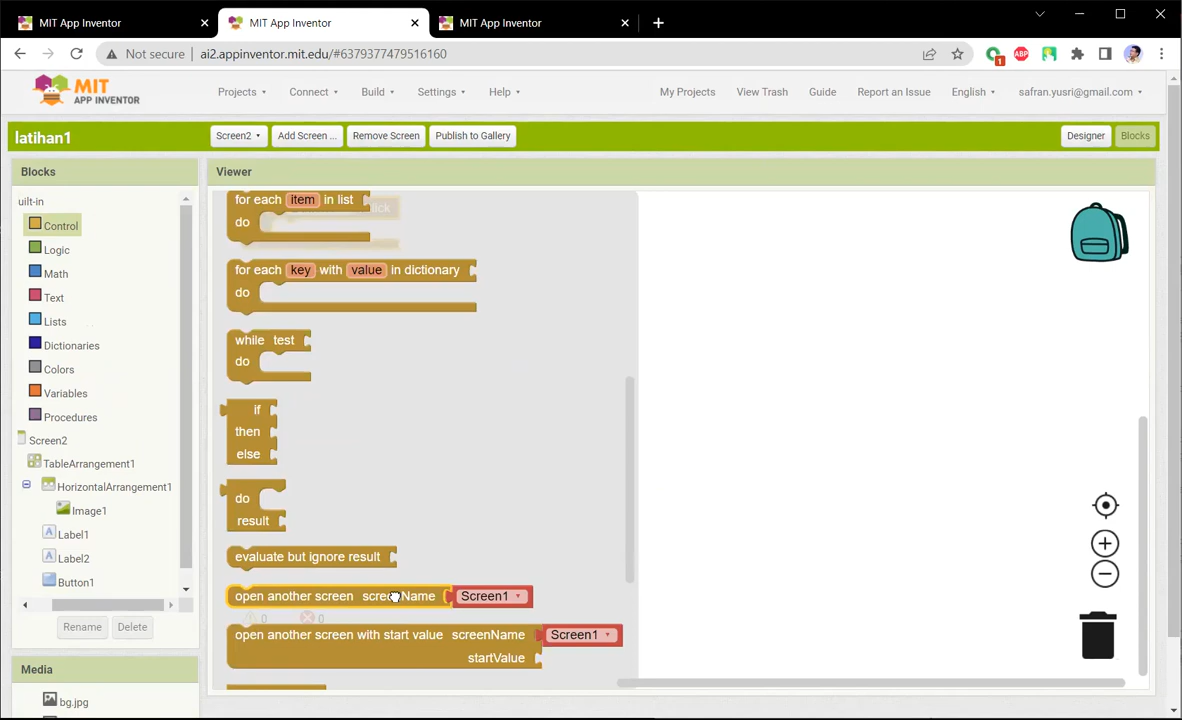 MIT App Inventor
MIT App Inventor
MIT App Inventor
Not secure
ai2.appinventor.mit.edu/#6379377479516160
1
ABP
MIT
APP INVENTOR
Projects
Connect
Build
Settings
Help
My Projects
View Trash
Guide
Report an Issue
English
safran.yusri@gmail.com
latihan1
Screen2
Add Screen ...
Remove Screen
Publish to Gallery
Designer
Blocks
Blocks
Viewer
uilt-in
Control
Logic
Math
Text
Lists
Dictionaries
Colors
Variables
Procedures
Screen2
TableArrangement1
HorizontalArrangement1
Image1
Label1
Label2
Button1
Rename
Delete
Media
bg.jpg
for each item in list
do
for each key with value in dictionary
do
while test
do
if
then
else
do
result
evaluate but ignore result
open another screen screenName Screen1
0 0
open another screen with start value screenName Screen1
startValue